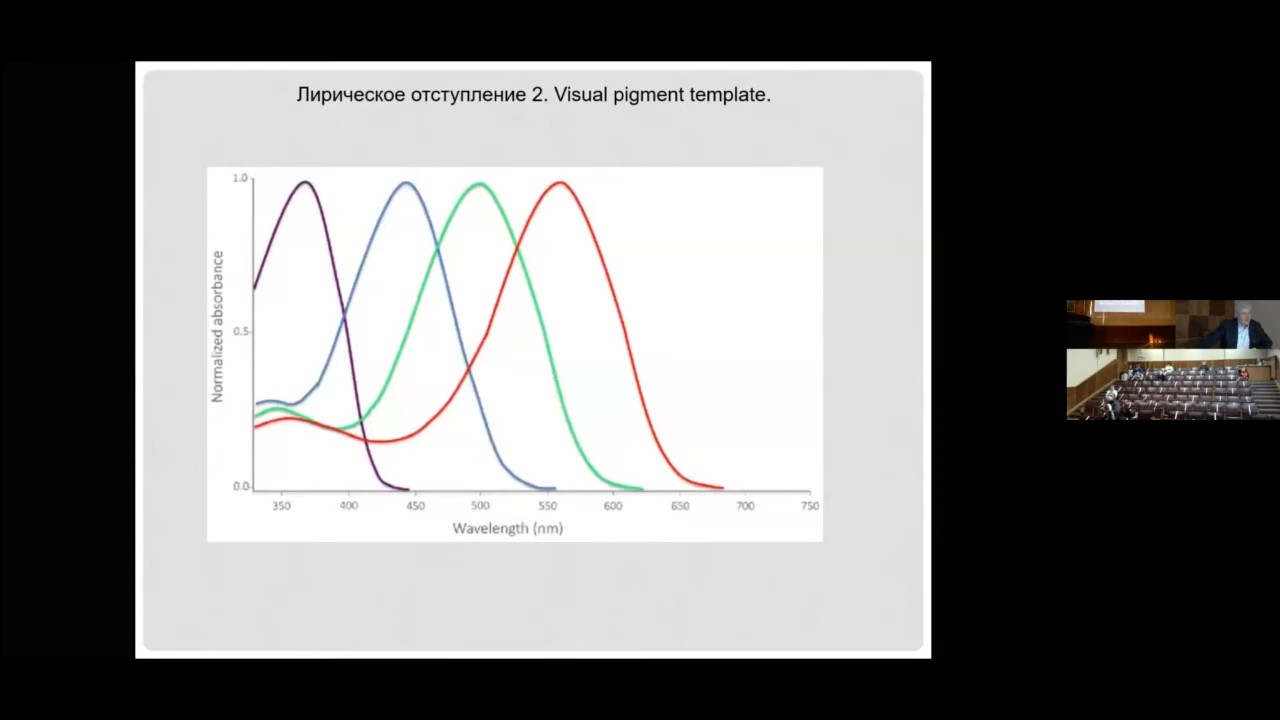 Лирическое отступление 2. Visual pigment template.
1.0
0.5
0.0
Normalized absorbance
350 400 450 500 550 600 650 700 750
Wavelength (nm)